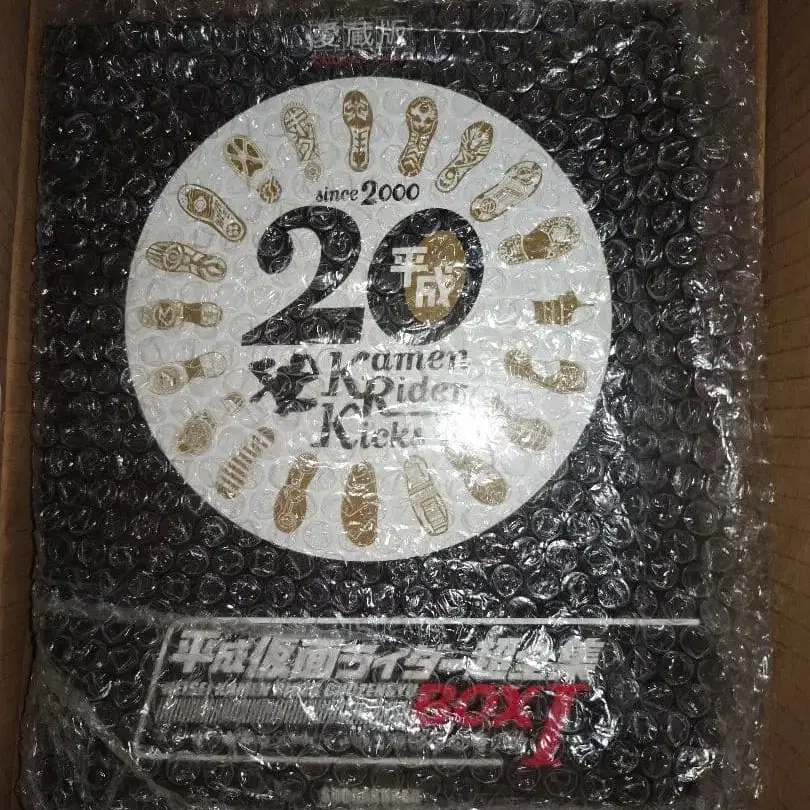 愛蔵版
since 2000
20
平成
Kamen
Rider
Kicks
平成仮面ライダー超全集
BOX I